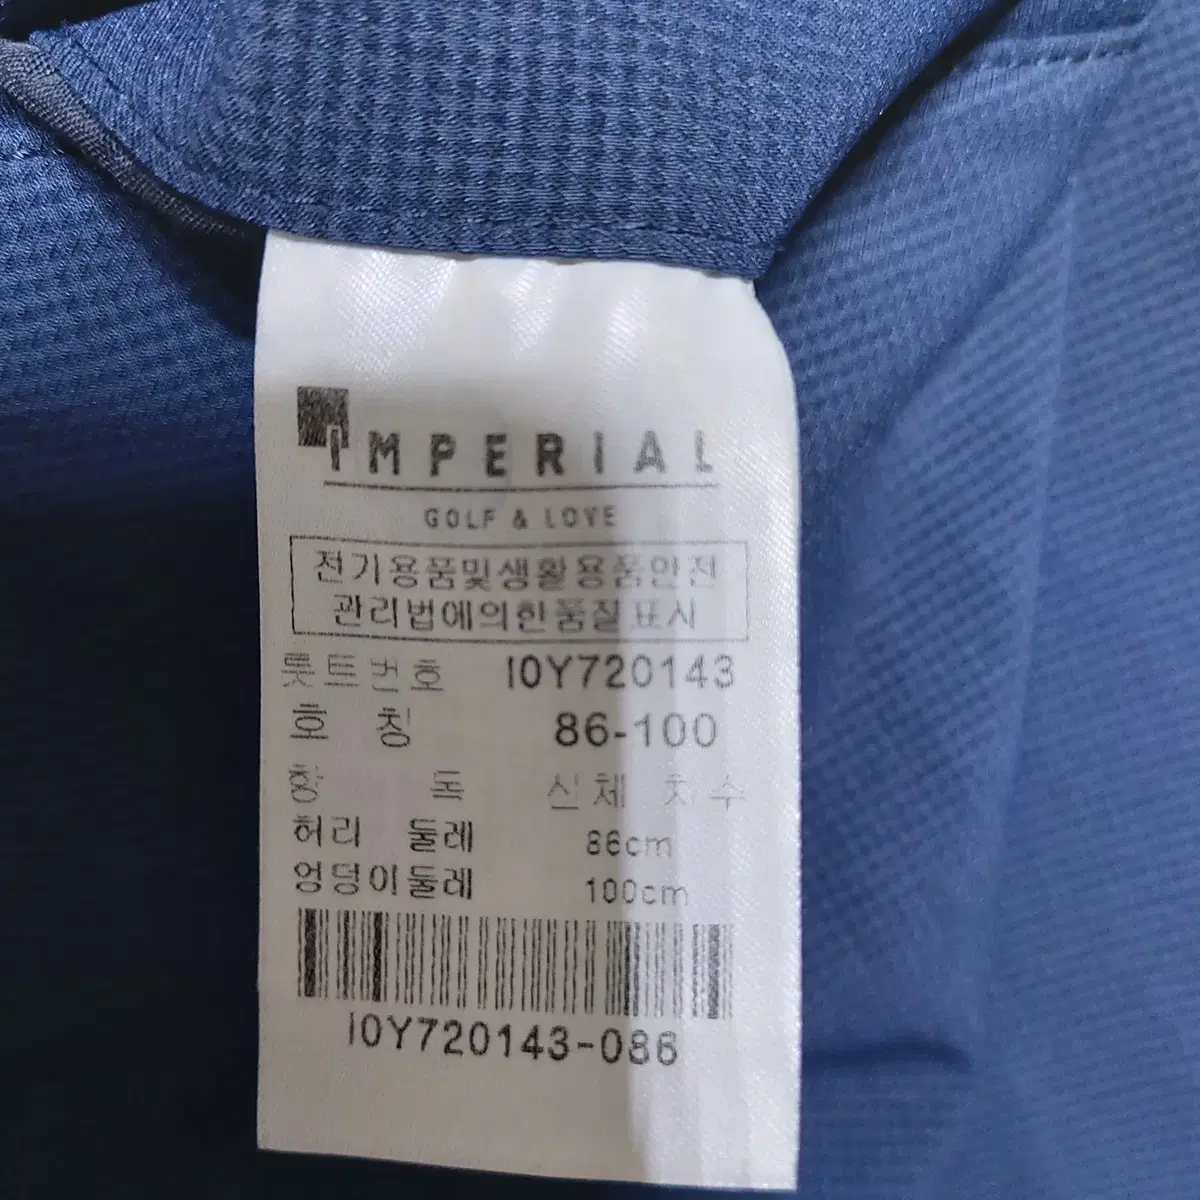 IMPERIAL
GOLF & LOVE
전기용품및생활용품안전
관리법에의한품질표시
롯트번호 I0Y720143
호 칭 86-100
항 목 신체 치수
허리 둘레 86cm
엉덩이둘레 100cm
I0Y720143-086